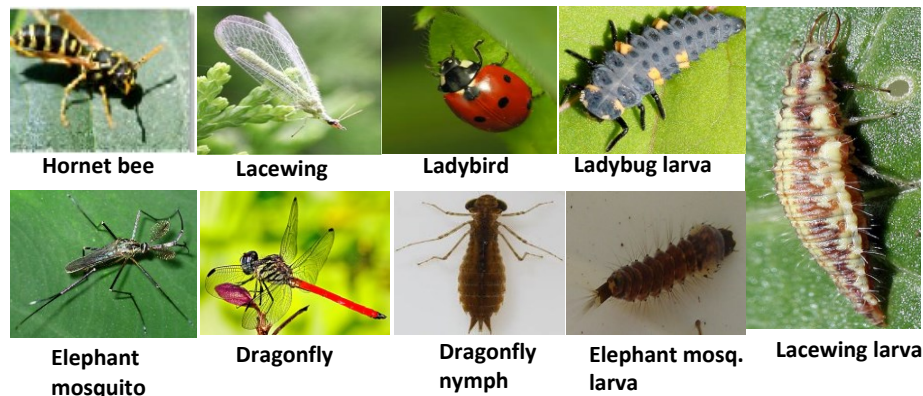 Hornet bee
Lacewing
Ladybird
Ladybug larva
Elephant
mosquito
Dragonfly
Dragonfly
nymph
Elephant mosq.
larva
Lacewing larva